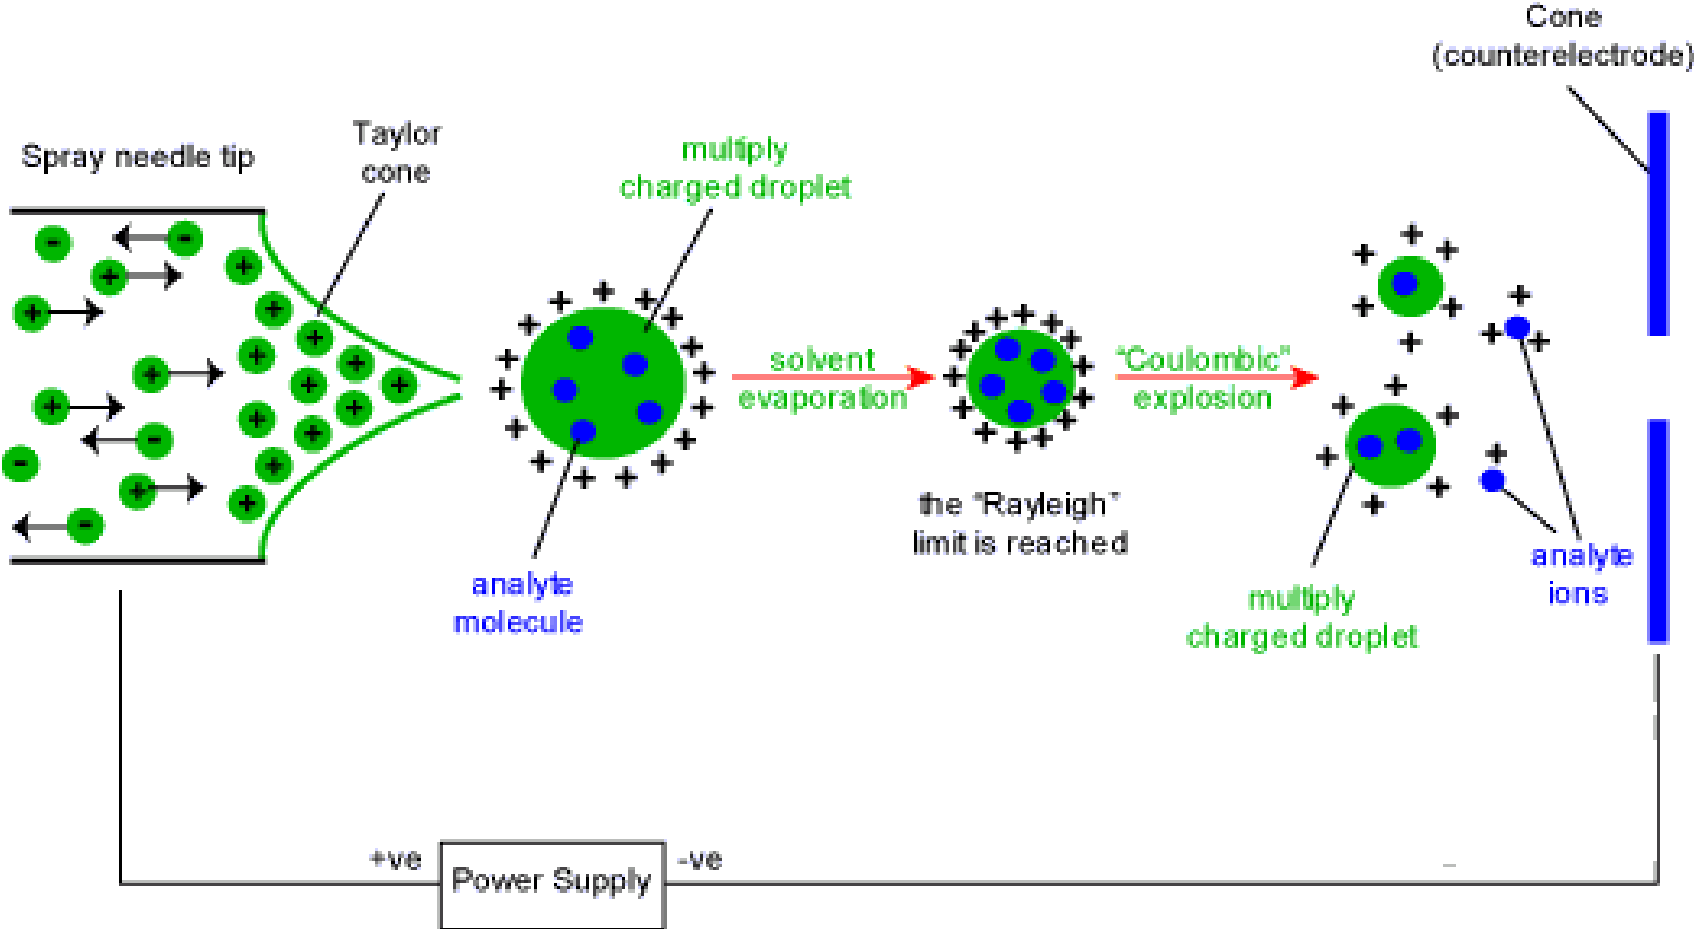 Cone
(counterelectrode)
Spray needle tip
Taylor
cone
multiply
charged droplet
solvent
evaporation
“Coulombic”
explosion
the “Rayleigh”
limit is reached
analyte
molecule
analyte
ions
multiply
charged droplet
+ve
Power Supply
-ve